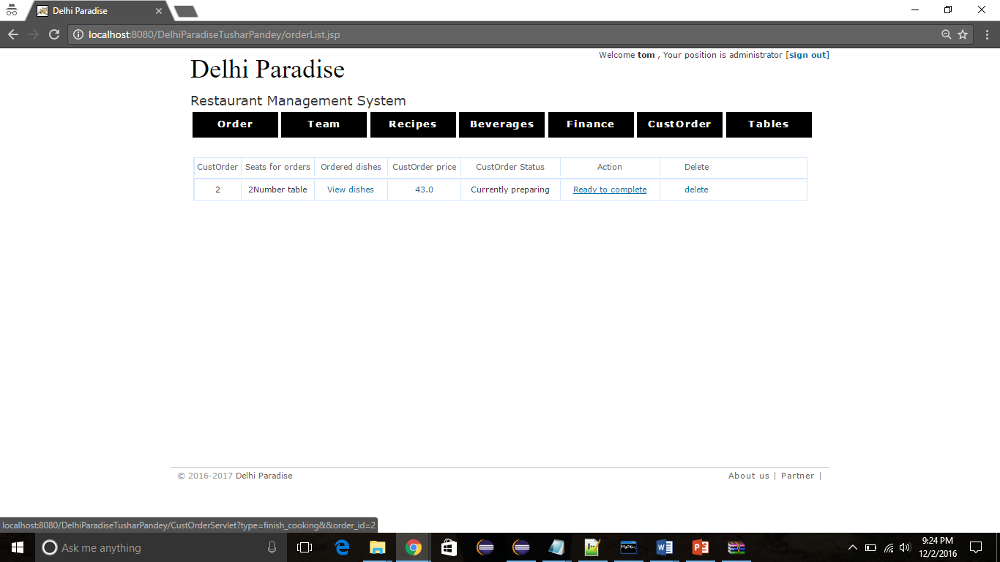 Delhi Paradise
localhost:8080/DelhiParadiseTusharPandey/orderList.jsp
Welcome tom , Your position is administrator [sign out]
Delhi Paradise
Restaurant Management System
Order Team Recipes Beverages Finance CustOrder Tables
CustOrder Seats for orders Ordered dishes CustOrder price CustOrder Status Action Delete
2 2Number table View dishes 43.0 Currently preparing Ready to complete delete
© 2016-2017 Delhi Paradise About us | Partner |
localhost:8080/DelhiParadiseTusharPandey/CustOrderServlet?type=finish_cooking&&order_id=2
Ask me anything
9:24 PM
12/2/2016